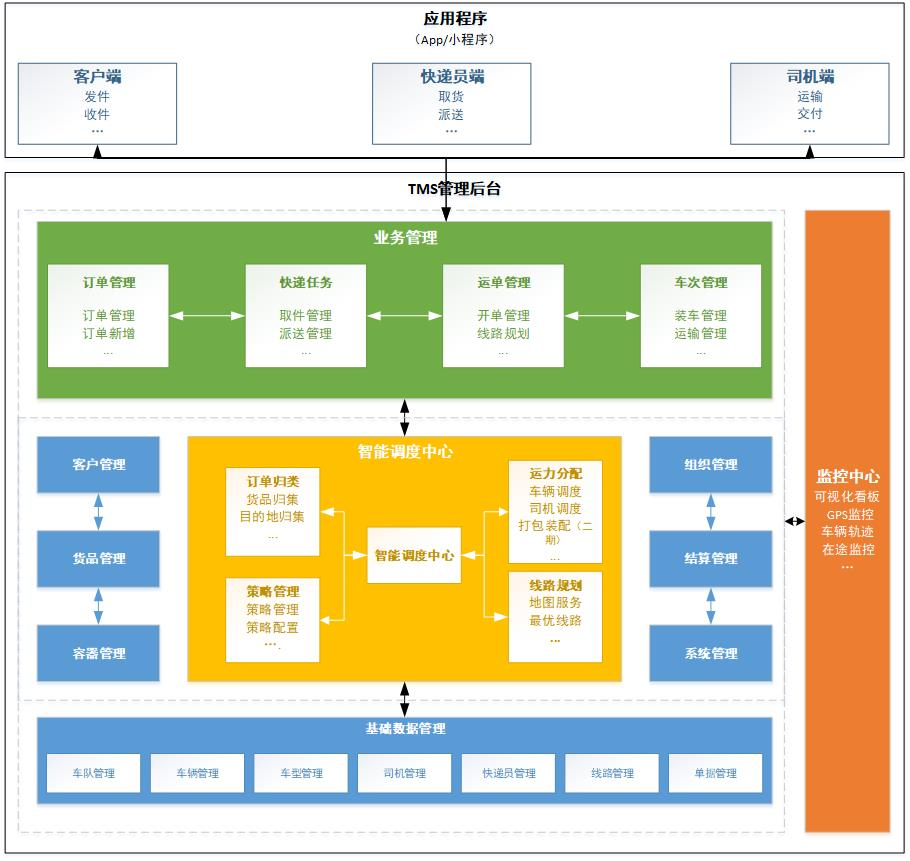 应用程序
（App/小程序）
客户端
发件
收件
...
快递员端
取货
派送
...
司机端
运输
交付
...
TMS管理后台
业务管理
订单管理
订单管理
订单新增
...
快递任务
取件管理
派送管理
...
运单管理
开单管理
线路规划
...
车次管理
装车管理
运输管理
...
客户管理
货品管理
容器管理
智能调度中心
订单归类
货品归集
目的地归集
...
策略管理
策略管理
策略配置
....
智能调度中心
运力分配
车辆调度
司机调度
打包装配（二
期）
...
线路规划
地图服务
最优线路
...
组织管理
结算管理
系统管理
监控中心
可视化看板
GPS监控
车辆轨迹
在途监控
...
基础数据管理
车队管理
车辆管理
车型管理
司机管理
快递员管理
线路管理
单据管理